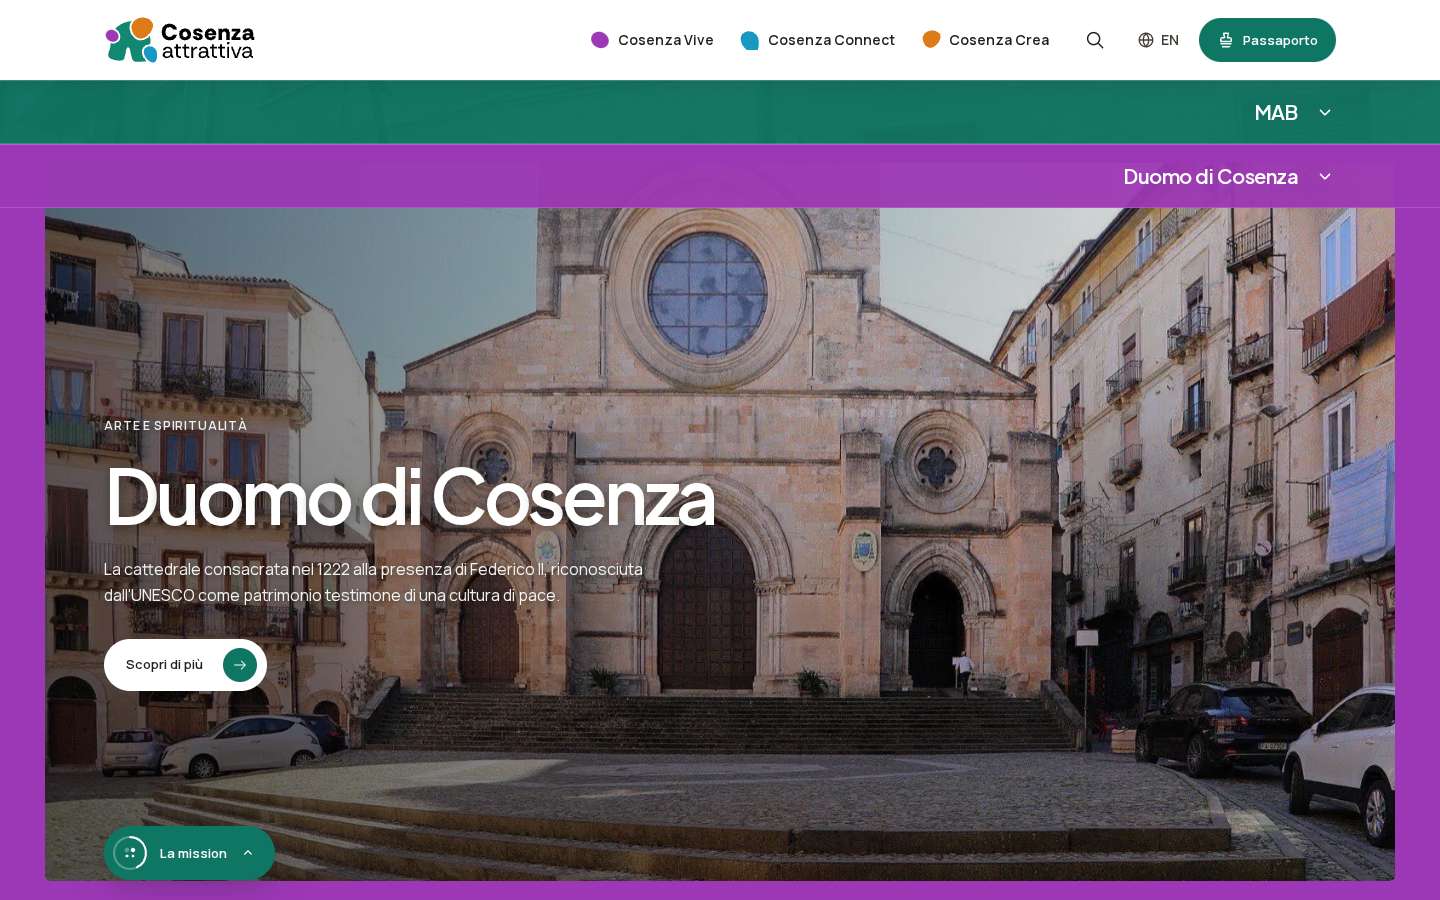 Cosenza
attrattiva
Cosenza Vive
Cosenza Connect
Cosenza Crea
EN
Passaporto
MAB
Duomo di Cosenza
ARTE E SPIRITUALITÀ
Duomo di Cosenza
La cattedrale consacrata nel 1222 alla presenza di Federico II, riconosciuta
dall'UNESCO come patrimonio testimone di una cultura di pace.
Scopri di più
La mission